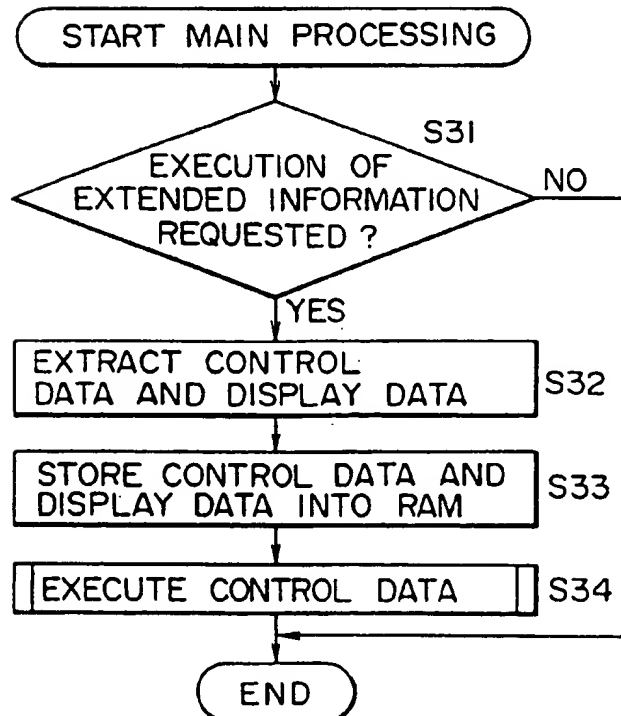 START MAIN PROCESSING
S31
EXECUTION OF
EXTENDED INFORMATION
REQUESTED ?
NO
YES
EXTRACT CONTROL
DATA AND DISPLAY DATA
S32
STORE CONTROL DATA AND
DISPLAY DATA INTO RAM
S33
EXECUTE CONTROL DATA
S34
END